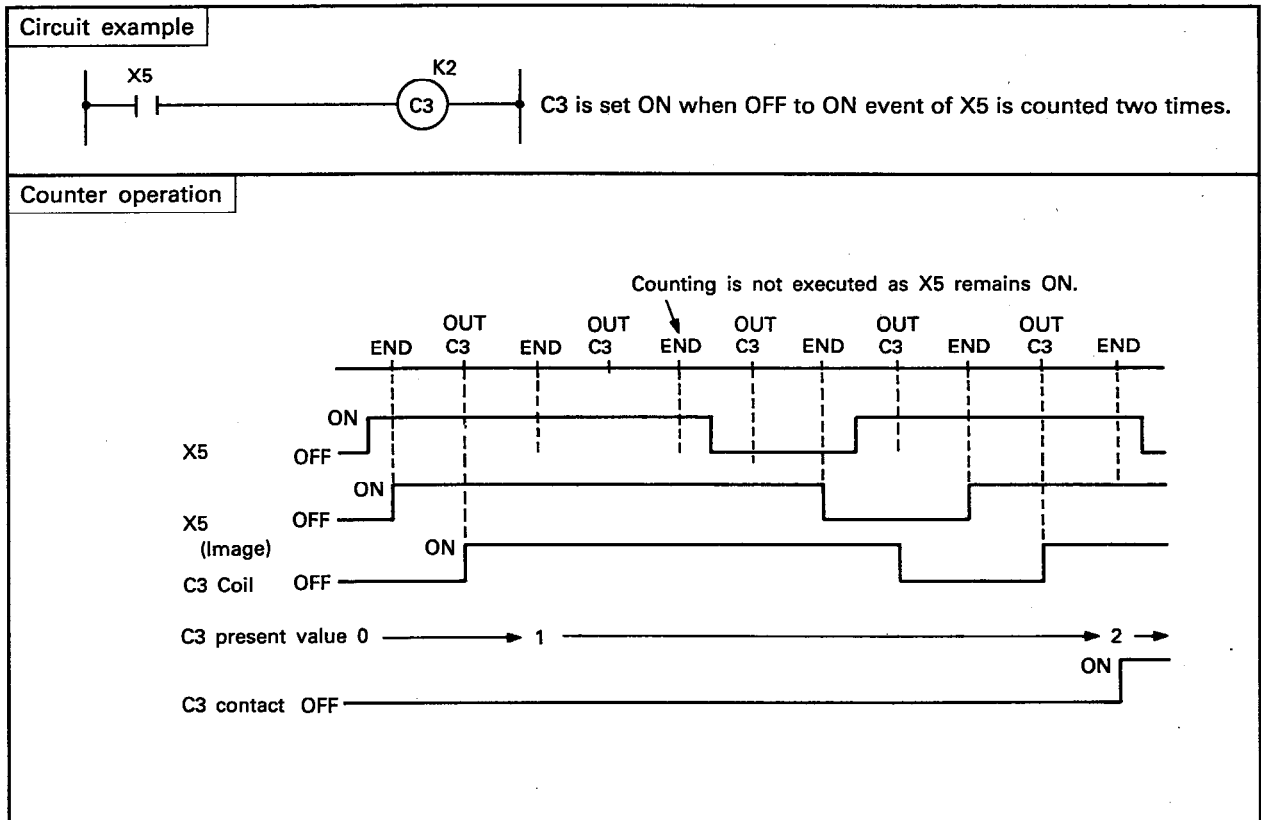 Circuit example
X5
K2
C3
C3 is set ON when OFF to ON event of X5 is counted two times.
Counter operation
Counting is not executed as X5 remains ON.
OUT OUT OUT OUT OUT
END C3 END C3 END C3 END C3 END C3 END
ON
X5 OFF
ON
X5 OFF
(Image)
ON
C3 Coil OFF
C3 present value 0 1 2
ON
C3 contact OFF